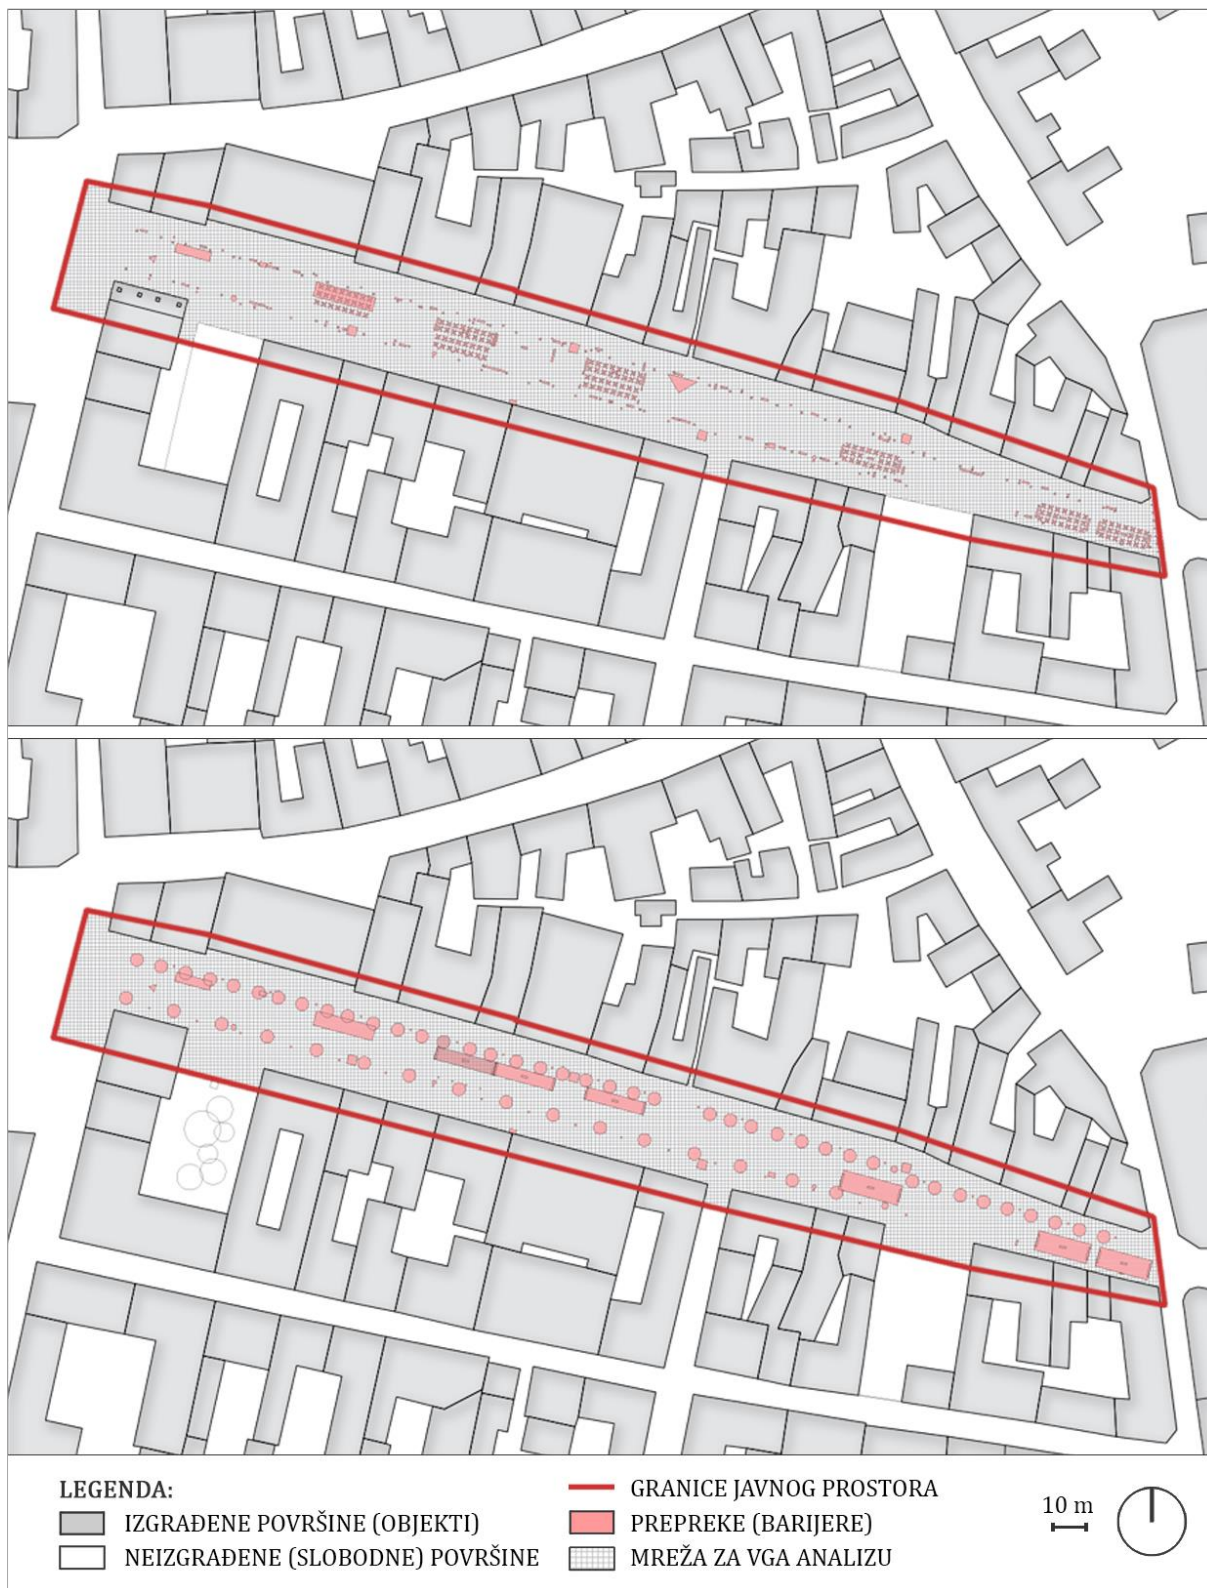 LEGENDA:
IZGRAĐENE POVRŠINE (OBJEKTI)
NEIZGRAĐENE (SLOBODNE) POVRŠINE
GRANICE JAVNOG PROSTORA
PREPREKE (BARIJERE)
MREŽA ZA VGA ANALIZU
10 m